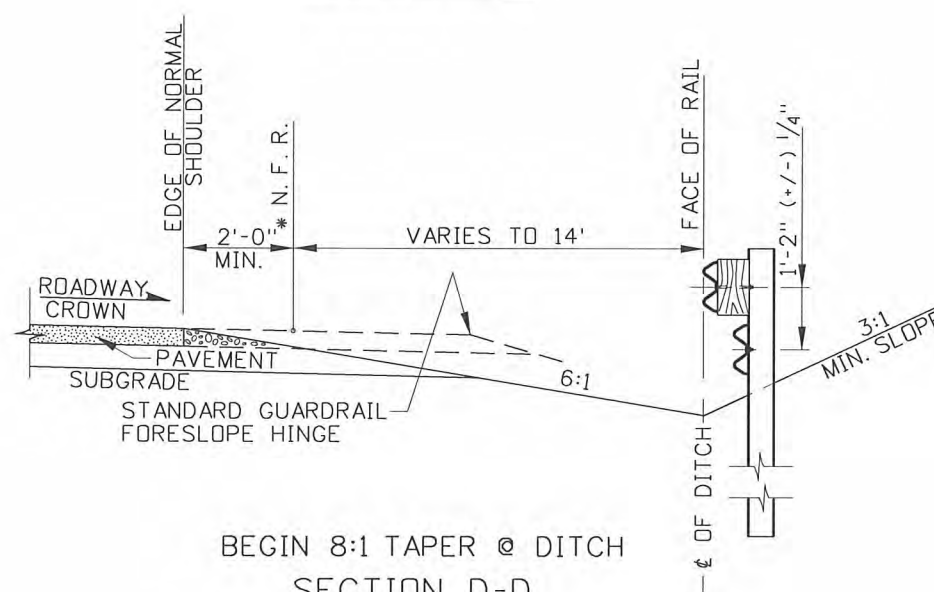 EDGE OF NORMAL
SHOULDER
* N. F. R.
FACE OF RAIL
1'-2" (+/-) 1/4"
2'-0"
MIN.
VARIES TO 14'
ROADWAY
CROWN
PAVEMENT
SUBGRADE
6:1
3:1
MIN. SLOPE
STANDARD GUARDRAIL
FORESLOPE HINGE
℄ OF DITCH
BEGIN 8:1 TAPER @ DITCH
SECTION D-D